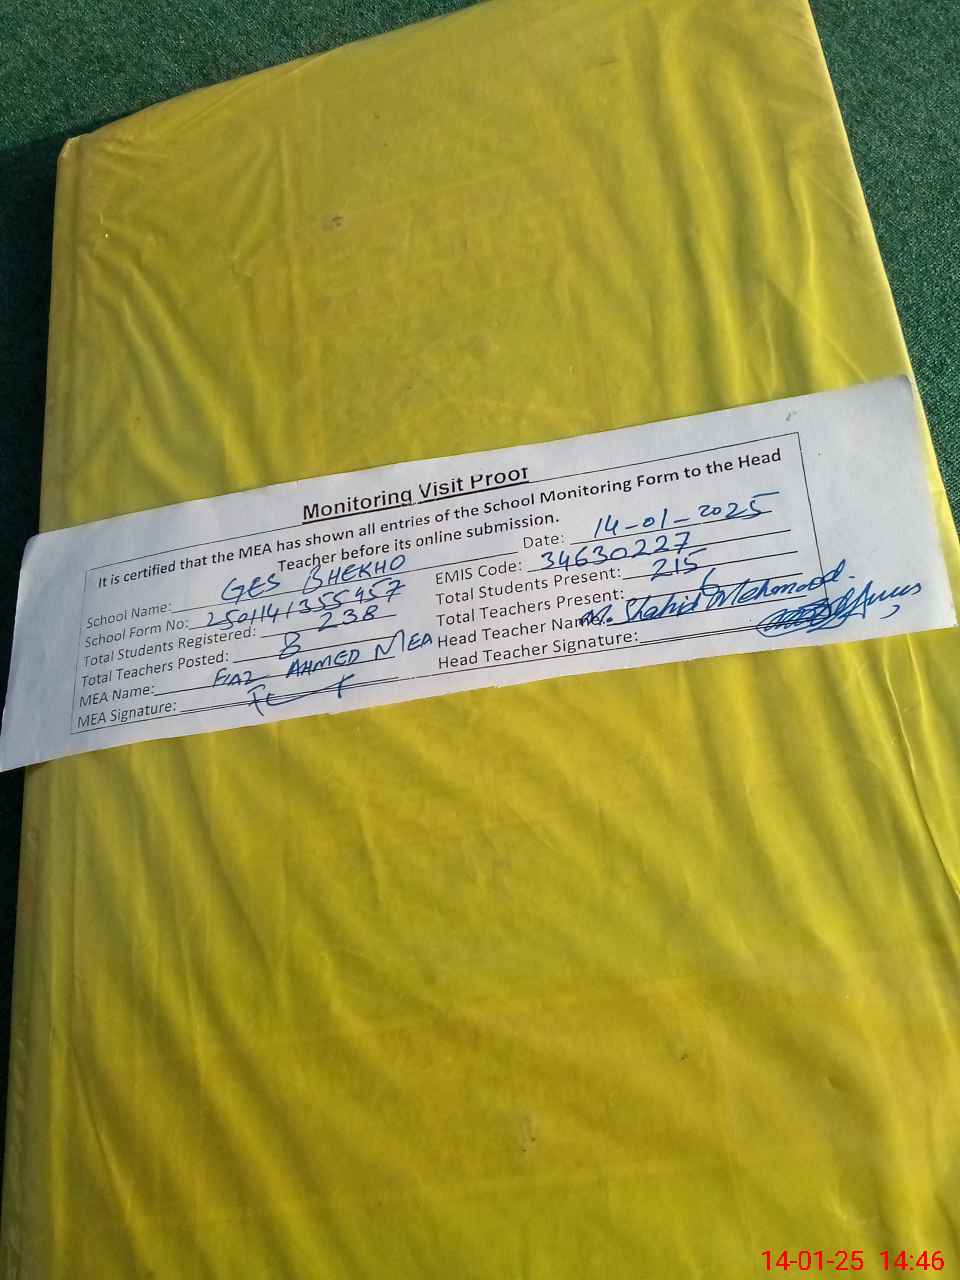 Monitoring Visit Proof
It is certified that the MEA has shown all entries of the School Monitoring Form to the Head
Teacher before its online submission.
School Name: GES BHEKHO Date: 14-01-2025
School Form No: 2501141355957 EMIS Code: 34630227
Total Students Registered: 238 Total Students Present: 215
Total Teachers Posted: 8 Total Teachers Present: 6
MEA Name: FIAZ AHMED MEA Head Teacher Name: M. Shahid Mehmood.
MEA Signature: Head Teacher Signature:
14-01-25 14:46